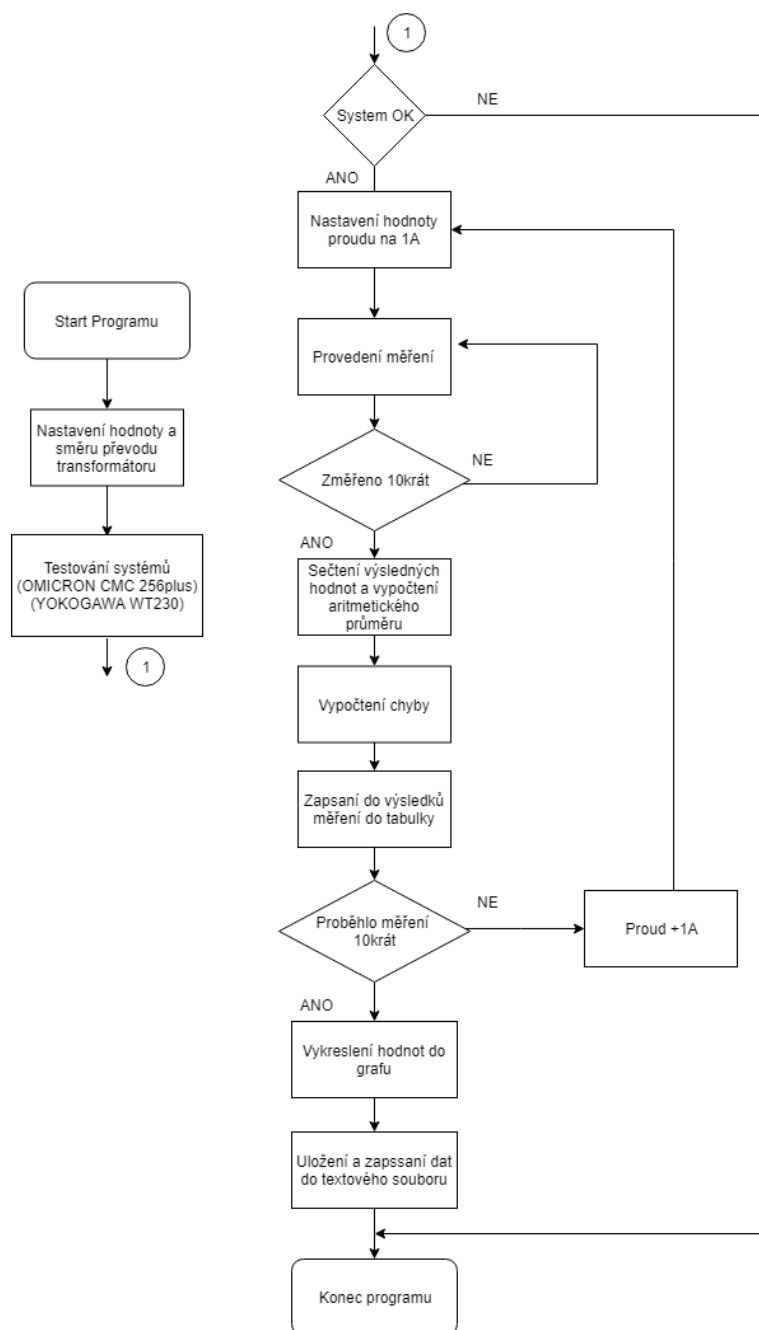 Start Programu
Nastavení hodnoty a
směru převodu
transformátoru
Testování systémů
(OMICRON CMC 256plus)
(YOKOGAWA WT230)
1
1
System OK
NE
ANO
Nastavení hodnoty
proudu na 1A
Provedení měření
Změřeno 10krát
NE
ANO
Sečtení výsledných
hodnot a vypočtení
aritmetického
průměru
Vypočtení chyby
Zapsaní do výsledků
měření do tabulky
Proběhlo měření
10krát
NE
Proud +1A
ANO
Vykreslení hodnot do
grafu
Uložení a zapssaní dat
do textového souboru
Konec programu